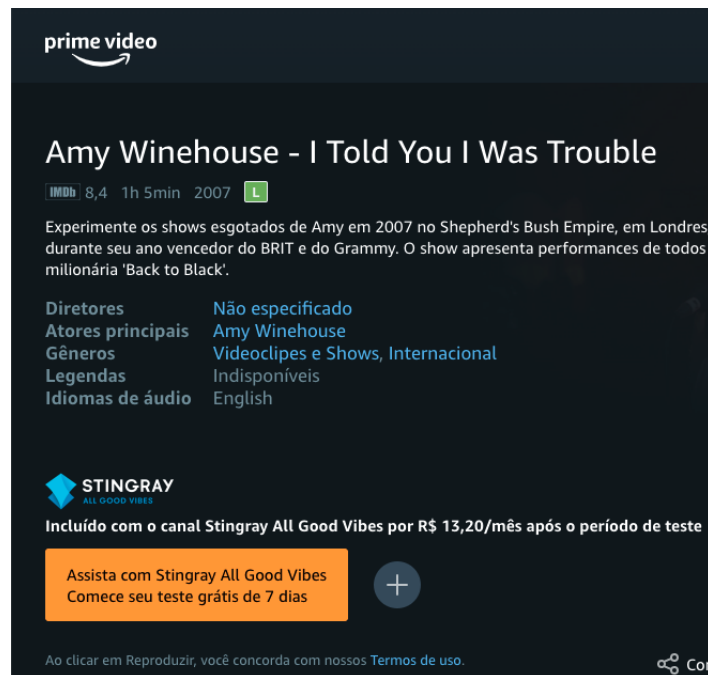 prime video
Amy Winehouse - I Told You I Was Trouble
IMDb 8,4 1h 5min 2007 L
Experimente os shows esgotados de Amy em 2007 no Shepherd's Bush Empire, em Londres
durante seu ano vencedor do BRIT e do Grammy. O show apresenta performances de todos
milionária 'Back to Black'.
Diretores Não especificado
Atores principais Amy Winehouse
Gêneros Videoclipes e Shows, Internacional
Legendas Indisponíveis
Idiomas de áudio English
STINGRAY
ALL GOOD VIBES
Incluído com o canal Stingray All Good Vibes por R$ 13,20/mês após o período de teste
Assista com Stingray All Good Vibes
Comece seu teste grátis de 7 dias
Ao clicar em Reproduzir, você concorda com nossos Termos de uso.